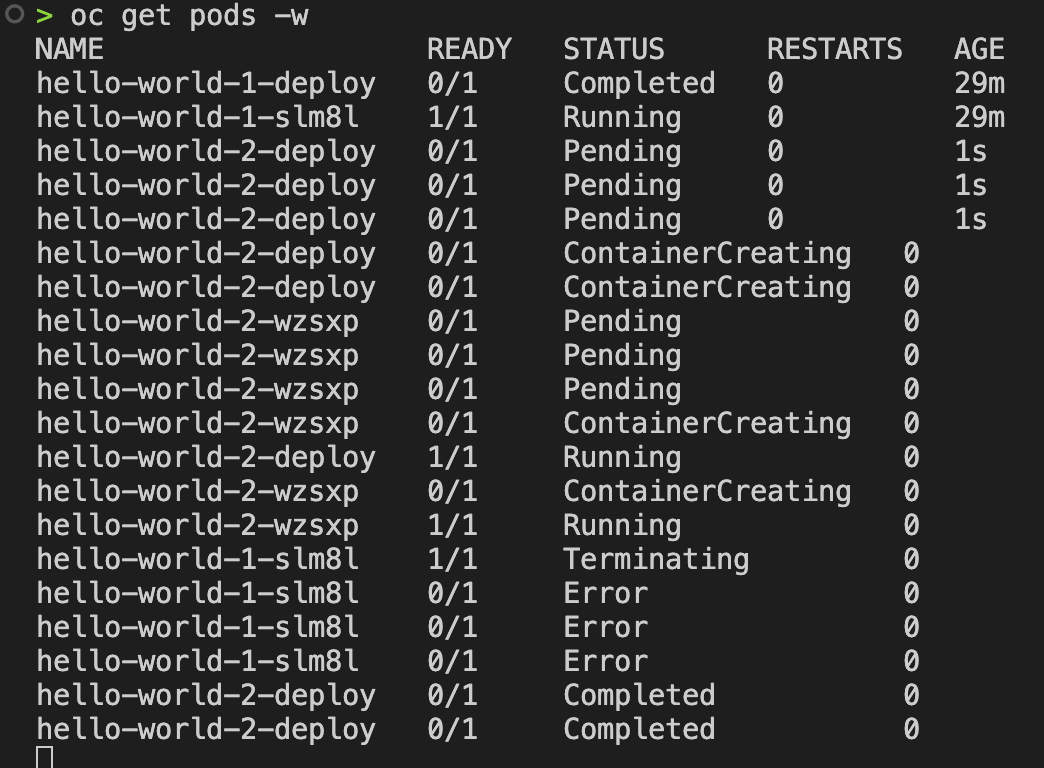 > oc get pods -w
NAME READY STATUS RESTARTS AGE
hello-world-1-deploy 0/1 Completed 0 29m
hello-world-1-slm8l 1/1 Running 0 29m
hello-world-2-deploy 0/1 Pending 0 1s
hello-world-2-deploy 0/1 Pending 0 1s
hello-world-2-deploy 0/1 Pending 0 1s
hello-world-2-deploy 0/1 ContainerCreating 0
hello-world-2-deploy 0/1 ContainerCreating 0
hello-world-2-wzsxp 0/1 Pending 0
hello-world-2-wzsxp 0/1 Pending 0
hello-world-2-wzsxp 0/1 Pending 0
hello-world-2-wzsxp 0/1 ContainerCreating 0
hello-world-2-deploy 1/1 Running 0
hello-world-2-wzsxp 0/1 ContainerCreating 0
hello-world-2-wzsxp 1/1 Running 0
hello-world-1-slm8l 1/1 Terminating 0
hello-world-1-slm8l 0/1 Error 0
hello-world-1-slm8l 0/1 Error 0
hello-world-1-slm8l 0/1 Error 0
hello-world-2-deploy 0/1 Completed 0
hello-world-2-deploy 0/1 Completed 0